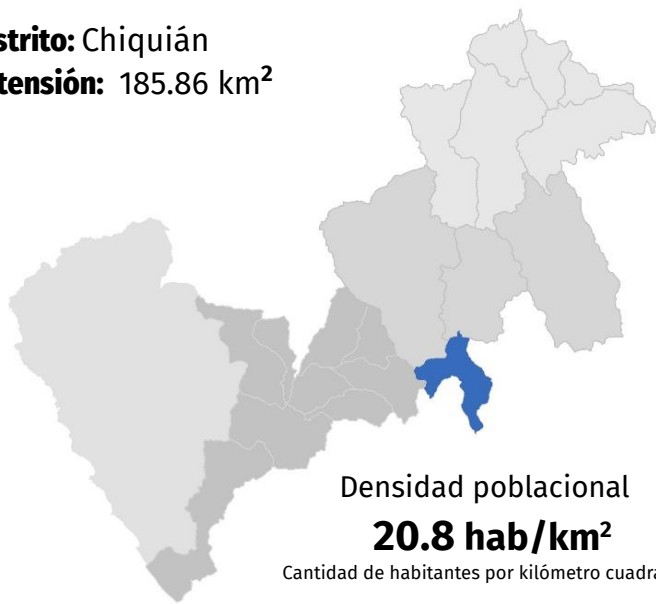 strito: Chiquián
tensión: 185.86 km²
Densidad poblacional
20.8 hab/km²
Cantidad de habitantes por kilómetro cuadra